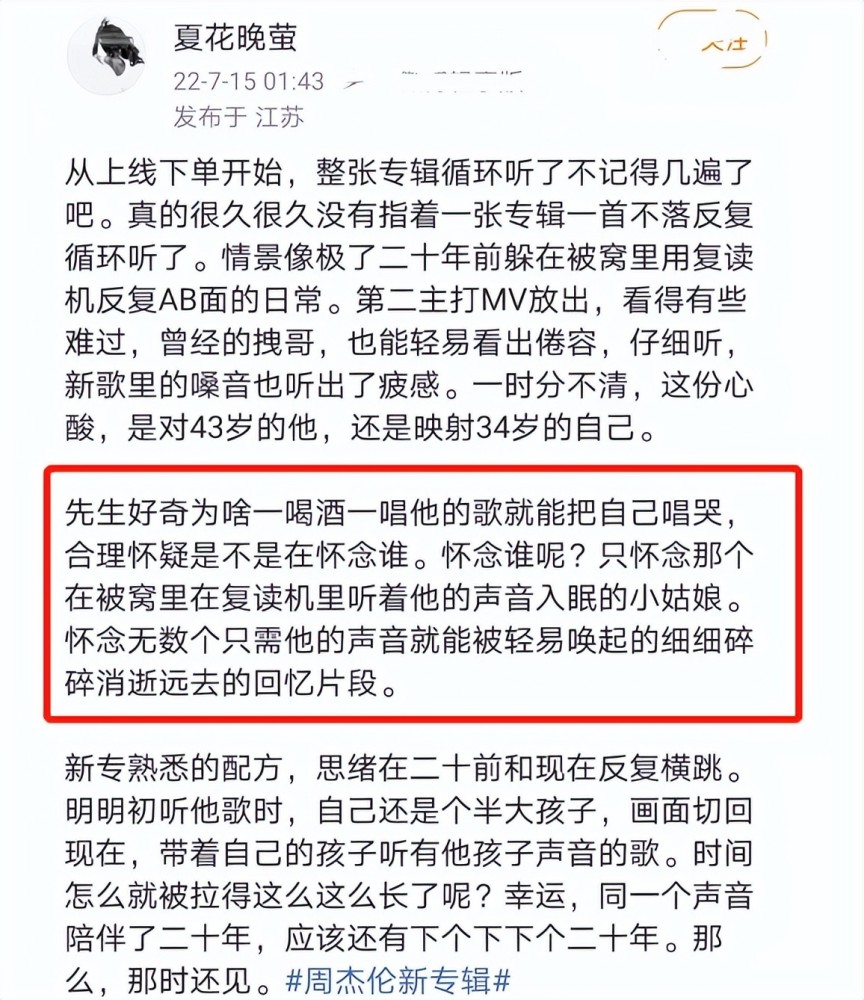 夏花晚萤
22-7-15 01:43
发布于 江苏
关注
从上线下单开始，整张专辑循环听了不记得几遍了
吧。真的很久很久没有指着一张专辑一首不落反复
循环听了。情景像极了二十年前躲在被窝里用复读
机反复AB面的日常。第二主打MV放出，看得有些
难过，曾经的拽哥，也能轻易看出倦容，仔细听，
新歌里的嗓音也听出了疲感。一时分不清，这份心
酸，是对43岁的他，还是映射34岁的自己。
先生好奇为啥一喝酒一唱他的歌就能把自己唱哭，
合理怀疑是不是在怀念谁。怀念谁呢？只怀念那个
在被窝里在复读机里听着他的声音入眠的小姑娘。
怀念无数个只需他的声音就能被轻易唤起的细细碎
碎消逝远去的回忆片段。
新专熟悉的配方，思绪在二十前和现在反复横跳。
明明初听他歌时，自己还是个半大孩子，画面切回
现在，带着自己的孩子听有他孩子声音的歌。时间
怎么就被拉得这么这么长了呢？幸运，同一个声音
陪伴了二十年，应该还有下个下下个二十年。那
么，那时还见。#周杰伦新专辑#